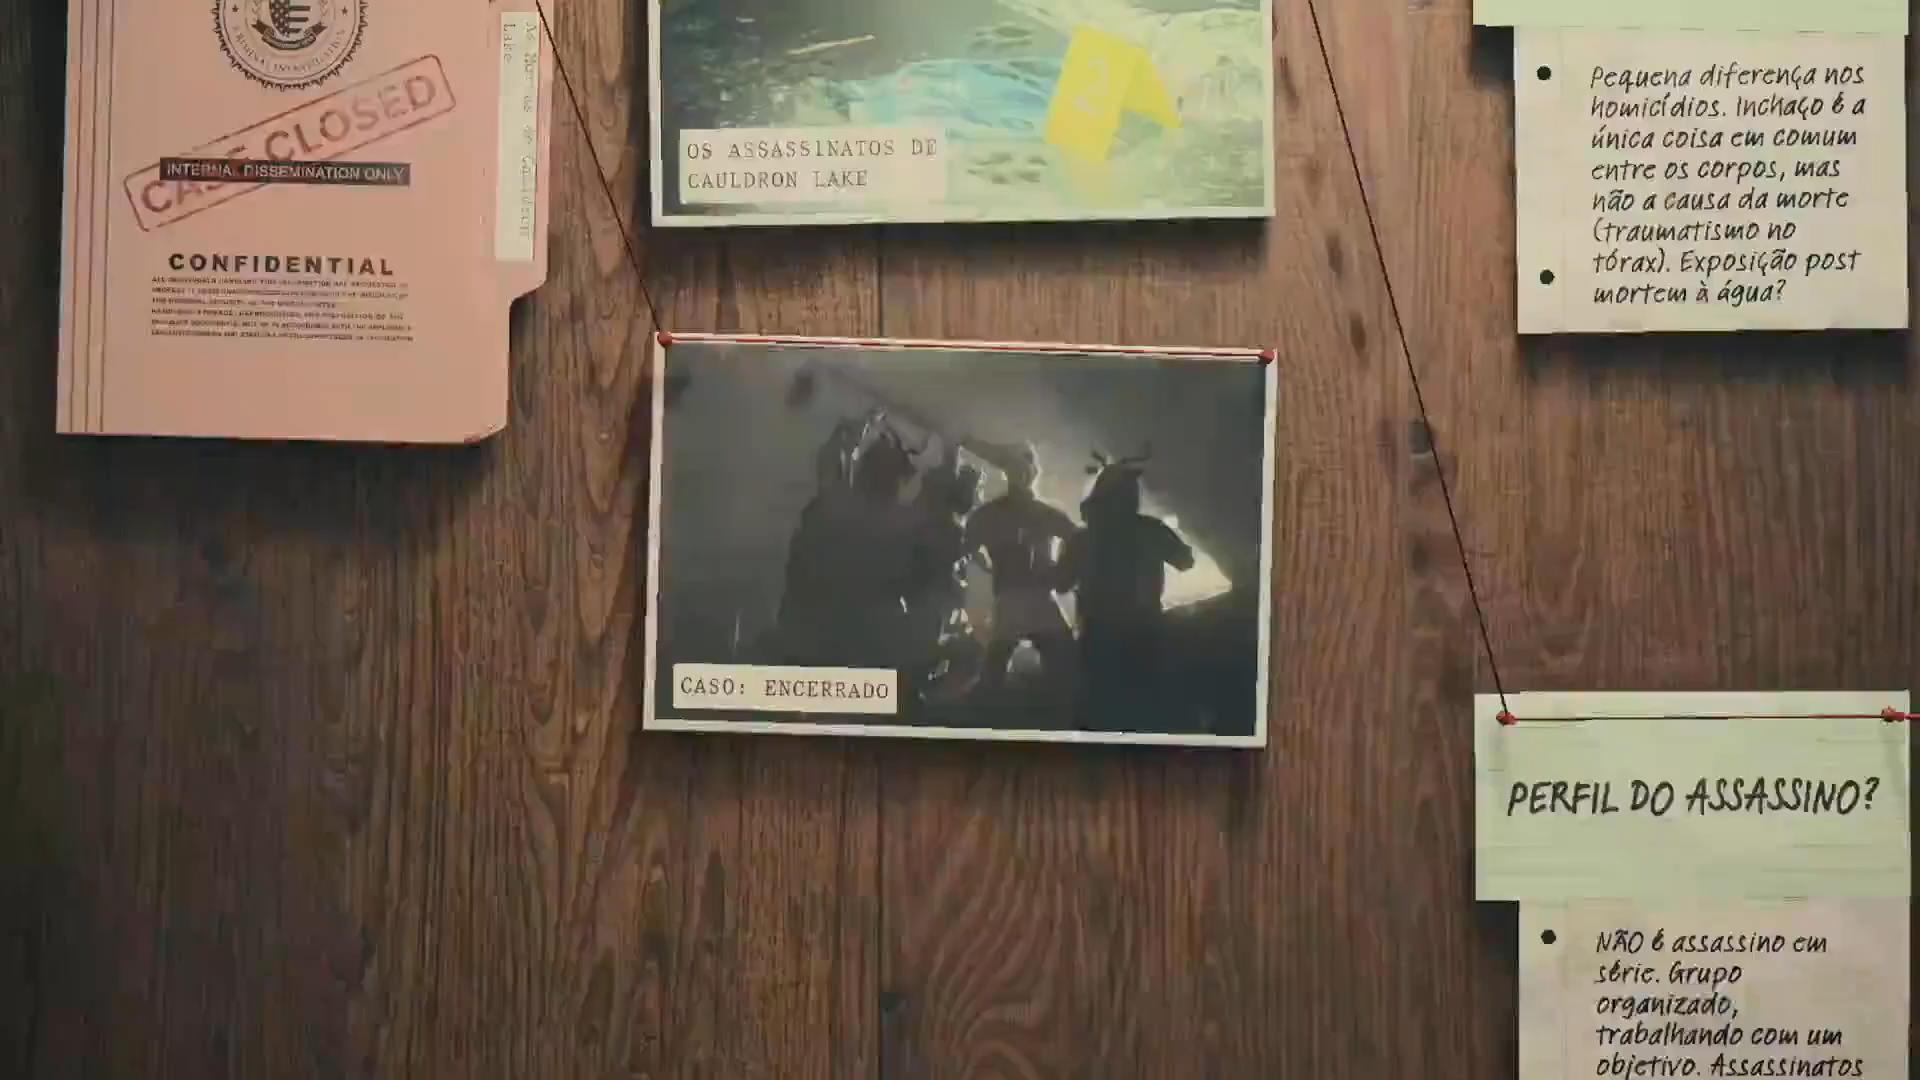 CASE CLOSED
INTERNAL DISSEMINATION ONLY
CONFIDENTIAL
Lake
OS ASSASSINATOS DE
CAULDRON LAKE
2
CASO: ENCERRADO
Pequena diferença nos
homicídios. Inchaço é a
única coisa em comum
entre os corpos, mas
não a causa da morte
(traumatismo no
tórax). Exposição post
mortem à água?
PERFIL DO ASSASSINO?
NÃO é assassino em
série. Grupo
organizado,
trabalhando com um
objetivo. Assassinatos